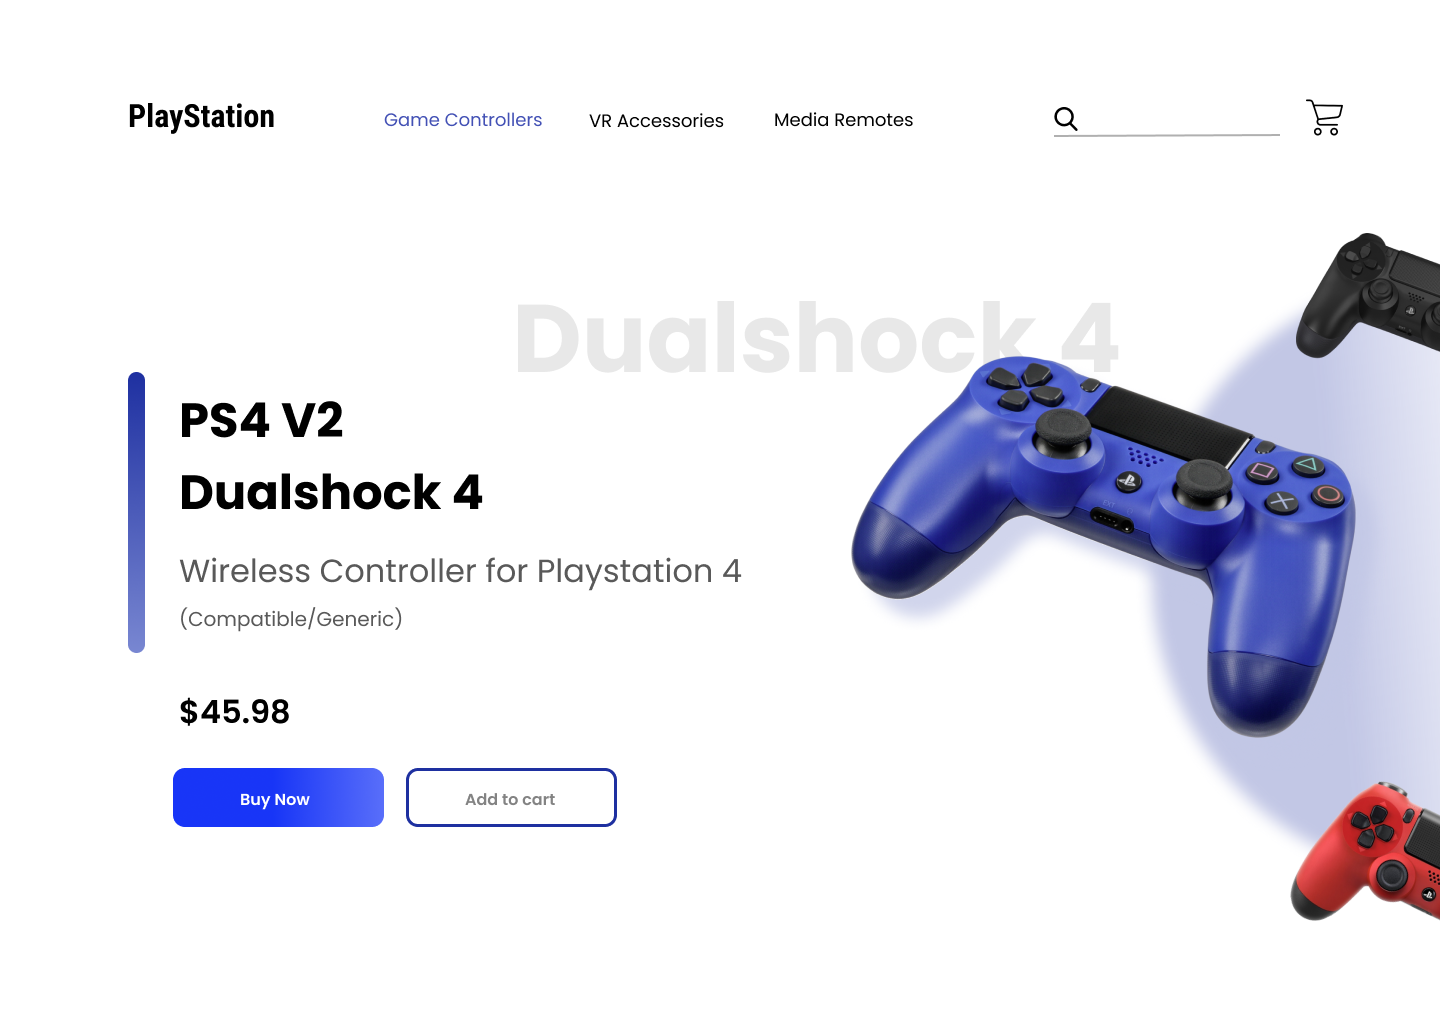 PlayStation
Game Controllers
VR Accessories
Media Remotes
Dualshock 4
PS4 V2
Dualshock 4
Wireless Controller for Playstation 4
(Compatible/Generic)
$45.98
Buy Now
Add to cart